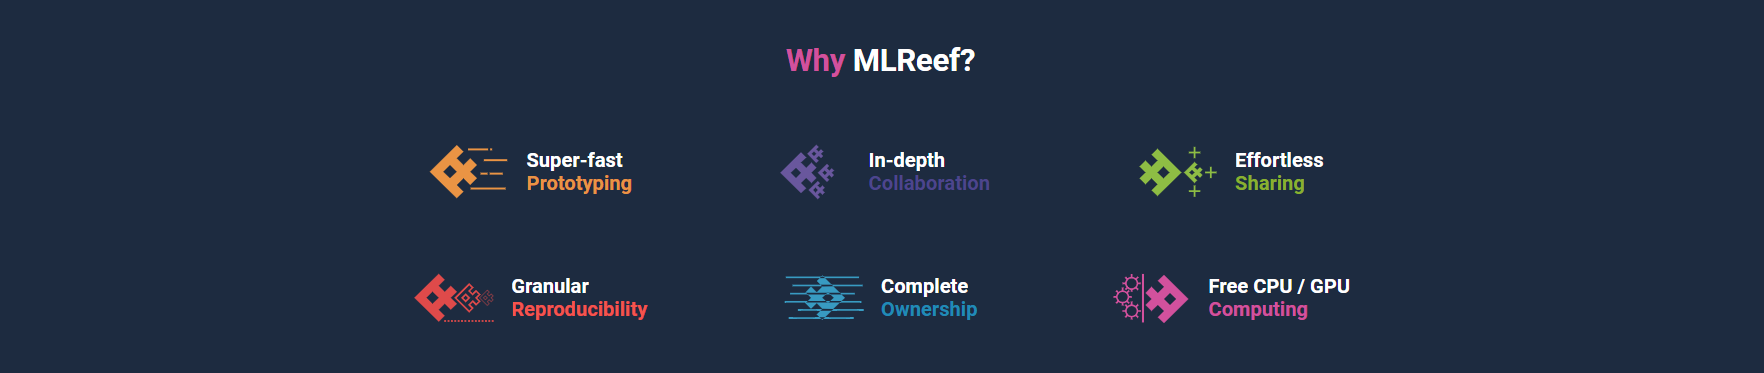 Why MLReef?
Super-fast
Prototyping
In-depth
Collaboration
Effortless
Sharing
Granular
Reproducibility
Complete
Ownership
Free CPU / GPU
Computing